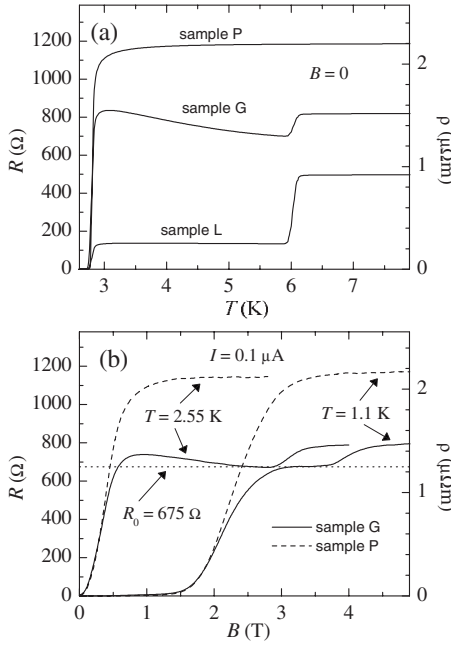 (a)
sample P
B = 0
sample G
sample L
R (Ω)
1200
1000
800
600
400
200
0
2
1
0
ρ (μΩm)
3
4
5
6
7
T (K)
(b)
I = 0.1 μA
T = 2.55 K
T = 1.1 K
R₀ = 675 Ω
sample G
sample P
R (Ω)
1200
1000
800
600
400
200
0
2
1
0
ρ (μΩm)
0
1
2
3
4
B (T)